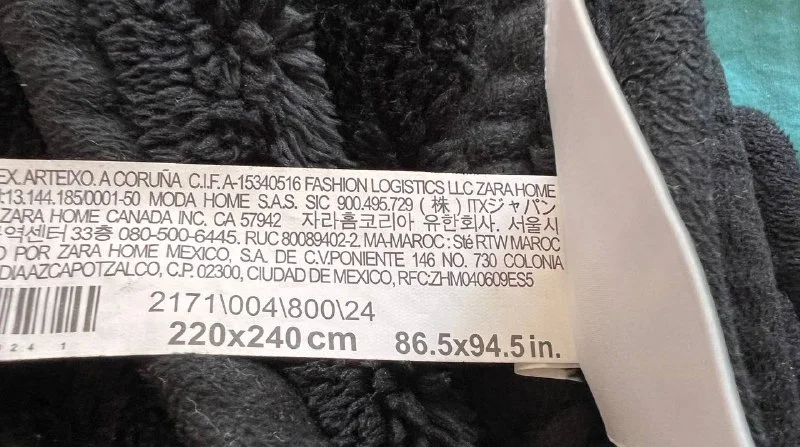 EX. ARTEIXO. A CORUÑA C.I.F. A-15340516 FASHION LOGISTICS LLC ZARA HOME
13.144.185/0001-50 MODA HOME S.A.S. SIC 900.495.729 (株) ITXジャパン
ZARA HOME CANADA INC. CA 57942 자라홈코리아 유한회사. 서울시
역센터 33층 080-500-6445. RUC 80089402-2. MA-MAROC : Sté RTW MAROC
O POR ZARA HOME MEXICO, S.A. DE C.V.PONIENTE 146 NO. 730 COLONIA
DIAAZCAPOTZALCO, C.P. 02300, CIUDAD DE MEXICO, RFC:ZHM040609ES5
2171\004\800\24
220x240 cm 86.5x94.5 in.
024 1